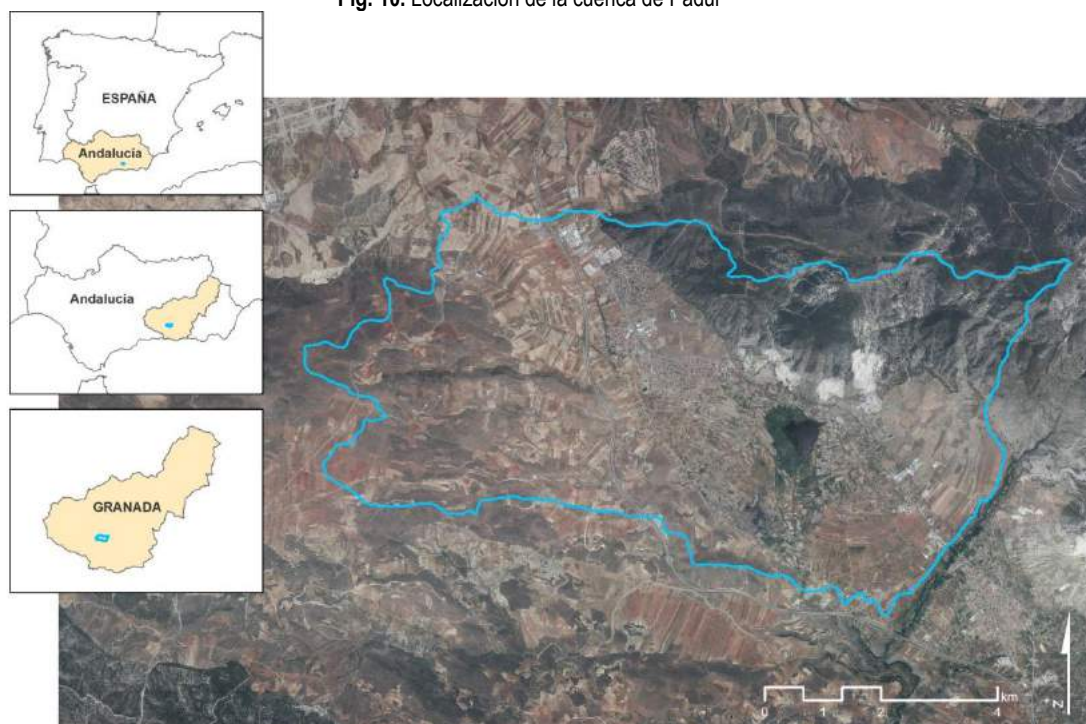 Fig. 10. Localización de la cuenca de Padul
ESPAÑA
Andalucía
Andalucía
GRANADA
km
0 1 2 4
N